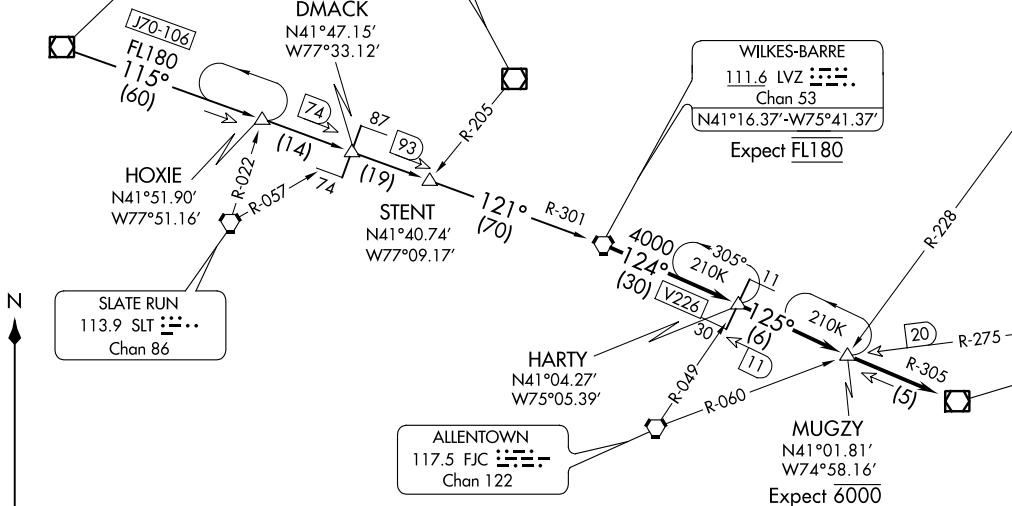 DMACK
N41°47.15′
W77°33.12′
J70-106
FL180
115°
(60)
HOXIE
N41°51.90′
W77°51.16′
(14)
74
87
93
(19)
74
R-022
R-057
R-205
STENT
N41°40.74′
W77°09.17′
121°
(70)
R-301
WILKES-BARRE
111.6 LVZ
Chan 53
N41°16.37′-W75°41.37′
Expect FL180
SLATE RUN
113.9 SLT
Chan 86
N
4000
124°
(30)
V226
305°
210K
11
30
125°
(6)
11
210K
HARTY
N41°04.27′
W75°05.39′
R-049
R-060
R-228
20
R-275
R-305
(5)
ALLENTOWN
117.5 FJC
Chan 122
MUGZY
N41°01.81′
W74°58.16′
Expect 6000